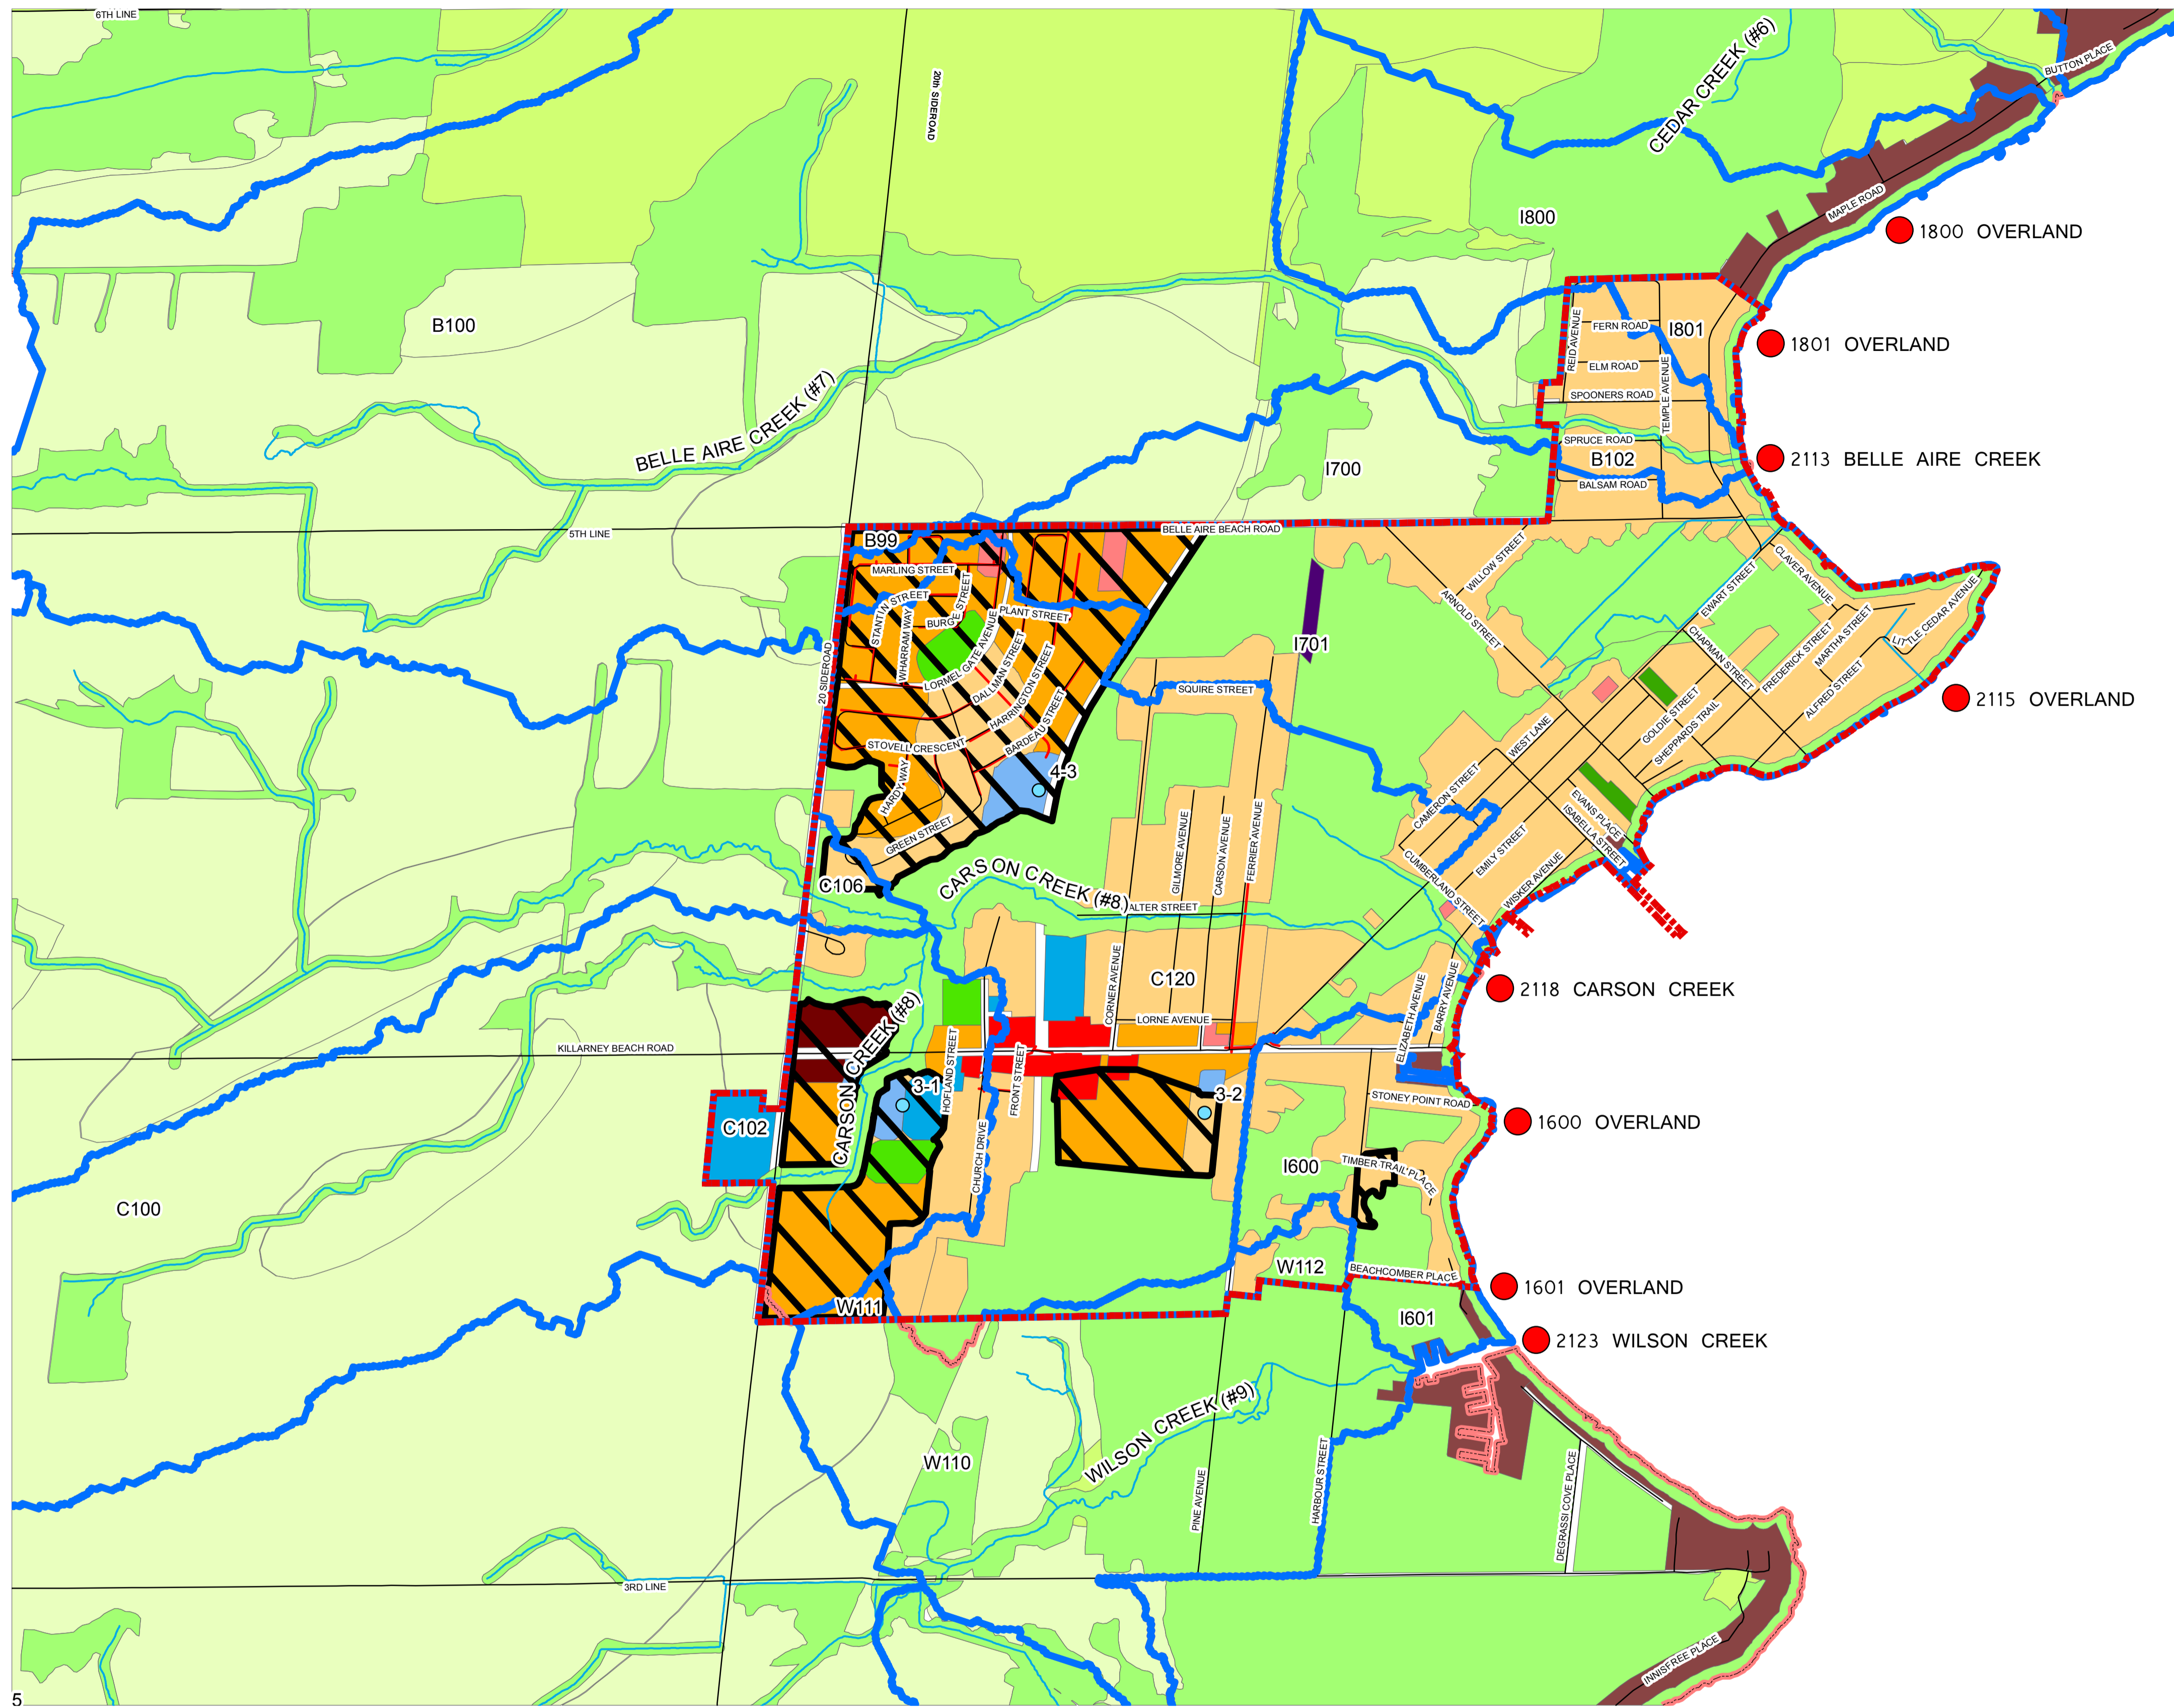 6TH LINE
20th SIDEROAD
CEDAR CREEK (#6)
BUTTON PLACE
MAPLE ROAD
I800
1800 OVERLAND
B100
REID AVENUE
FERN ROAD
I801
1801 OVERLAND
ELM ROAD
TEMPLE AVENUE
SPOONERS ROAD
BELLE AIRE CREEK (#7)
SPRUCE ROAD
B102
2113 BELLE AIRE CREEK
I700
BALSAM ROAD
5TH LINE
B99
BELLE AIRE BEACH ROAD
MARLING STREET
WILLOW STREET
CLAVER AVENUE
EWART STREET
ARNOLD STREET
PLANT STREET
WHARRAM WAY
LORMEL GATE AVENUE
DALLMAN STREET
HARRINGTON STREET
BARDEAU STREET
I701
CHAPMAN STREET
FREDERICK STREET
MARTHA STREET
LITTLE CEDAR AVENUE
ALFRED STREET
20 SIDEROAD
SQUIRE STREET
2115 OVERLAND
GOLDIE STREET
SHEPPARDS TRAIL
WEST LANE
STOVELL CRESCENT
4-3
HARDY WAY
CAMERON STREET
EVANS PLACE
ISABELLA STREET
GREEN STREET
GILMORE AVENUE
CARSON AVENUE
FERRIER AVENUE
EMILY STREET
CUMBERLAND STREET
WISKER AVENUE
C106
CARSON CREEK (#8)
ALTER STREET
C120
CORNER AVENUE
ELIZABETH AVENUE
BARRY AVENUE
2118 CARSON CREEK
LORNE AVENUE
KILLARNEY BEACH ROAD
CARSON CREEK (#8)
HOFLAND STREET
FRONT STREET
3-1
3-2
STONEY POINT ROAD
1600 OVERLAND
C102
CHURCH DRIVE
I600
TIMBER TRAIL PLACE
C100
W112
BEACHCOMBER PLACE
1601 OVERLAND
W111
I601
2123 WILSON CREEK
WILSON CREEK (#9)
W110
PINE AVENUE
HARBOUR STREET
DEGRASSI COVE PLACE
3RD LINE
INNISFREE PLACE
5